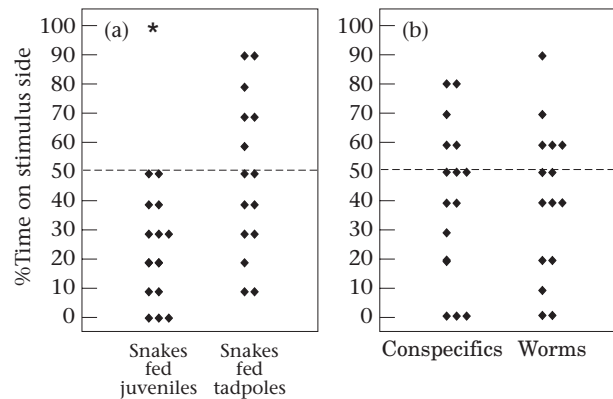 %Time on stimulus side
100
90
80
70
60
50
40
30
20
10
0
(a)
*
Snakes
fed
juveniles
Snakes
fed
tadpoles
100
90
80
70
60
50
40
30
20
10
0
(b)
Conspecifics
Worms